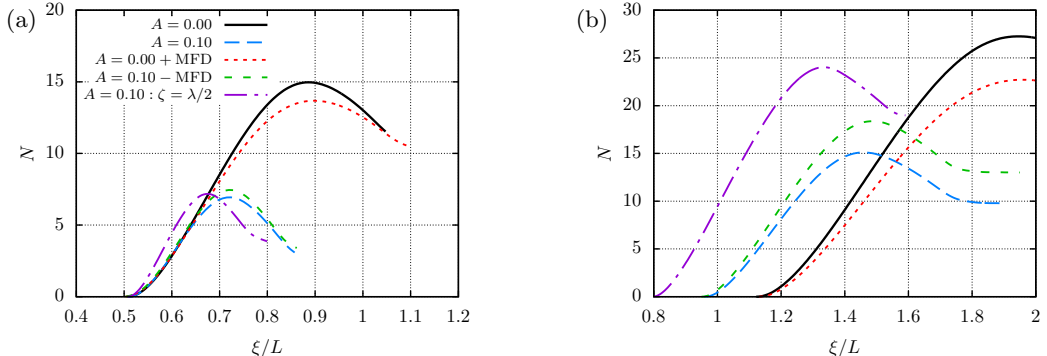 (a)
20
15
10
5
0
N
A = 0.00
A = 0.10
A = 0.00 + MFD
A = 0.10 − MFD
A = 0.10 : ζ = λ/2
0.4 0.5 0.6 0.7 0.8 0.9 1 1.1 1.2
ξ/L
(b)
30
25
20
15
10
5
0
N
0.8 1 1.2 1.4 1.6 1.8 2
ξ/L